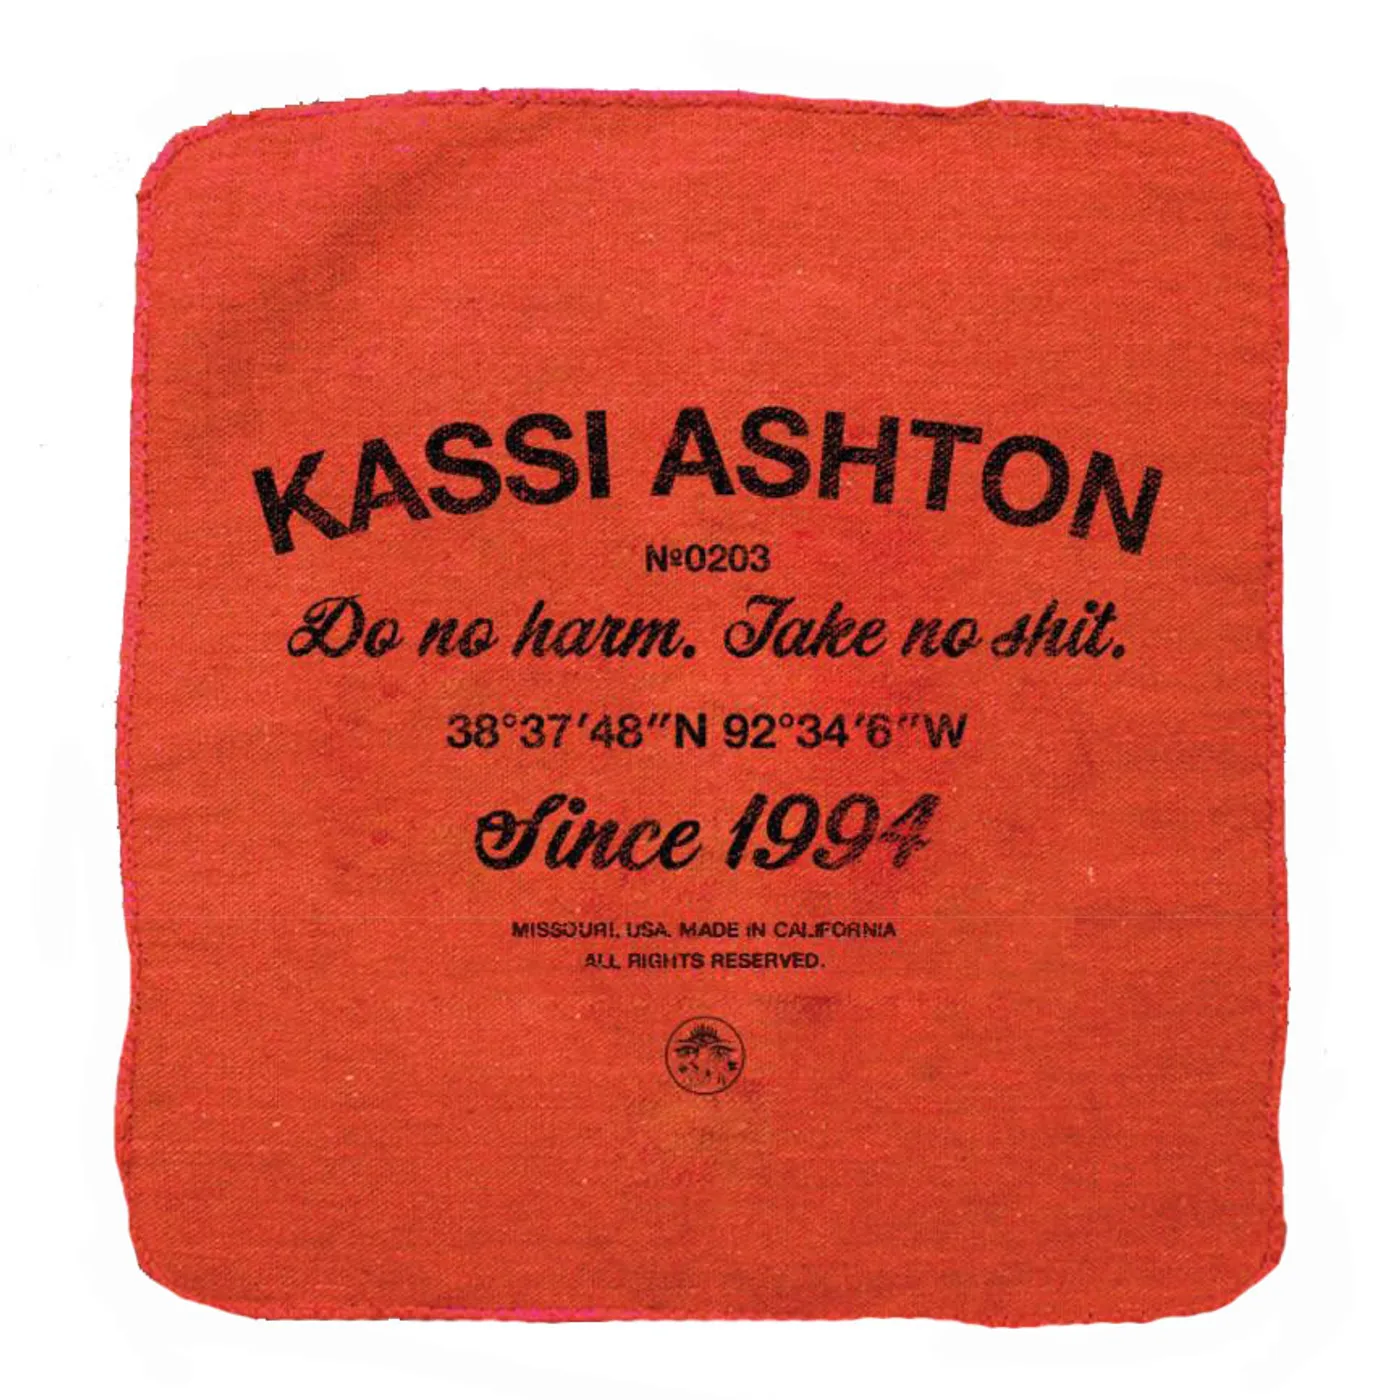 KASSI ASHTON
№0203
Do no harm. Take no shit.
38°37'48"N 92°34'6"W
Since 1994
MISSOURI, USA. MADE IN CALIFORNIA
ALL RIGHTS RESERVED.